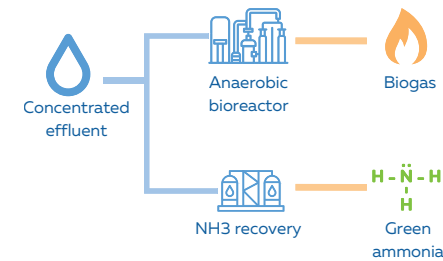 Concentrated
effluent
Anaerobic
bioreactor
Biogas
NH3 recovery
H-N̈-H
H
Green
ammonia